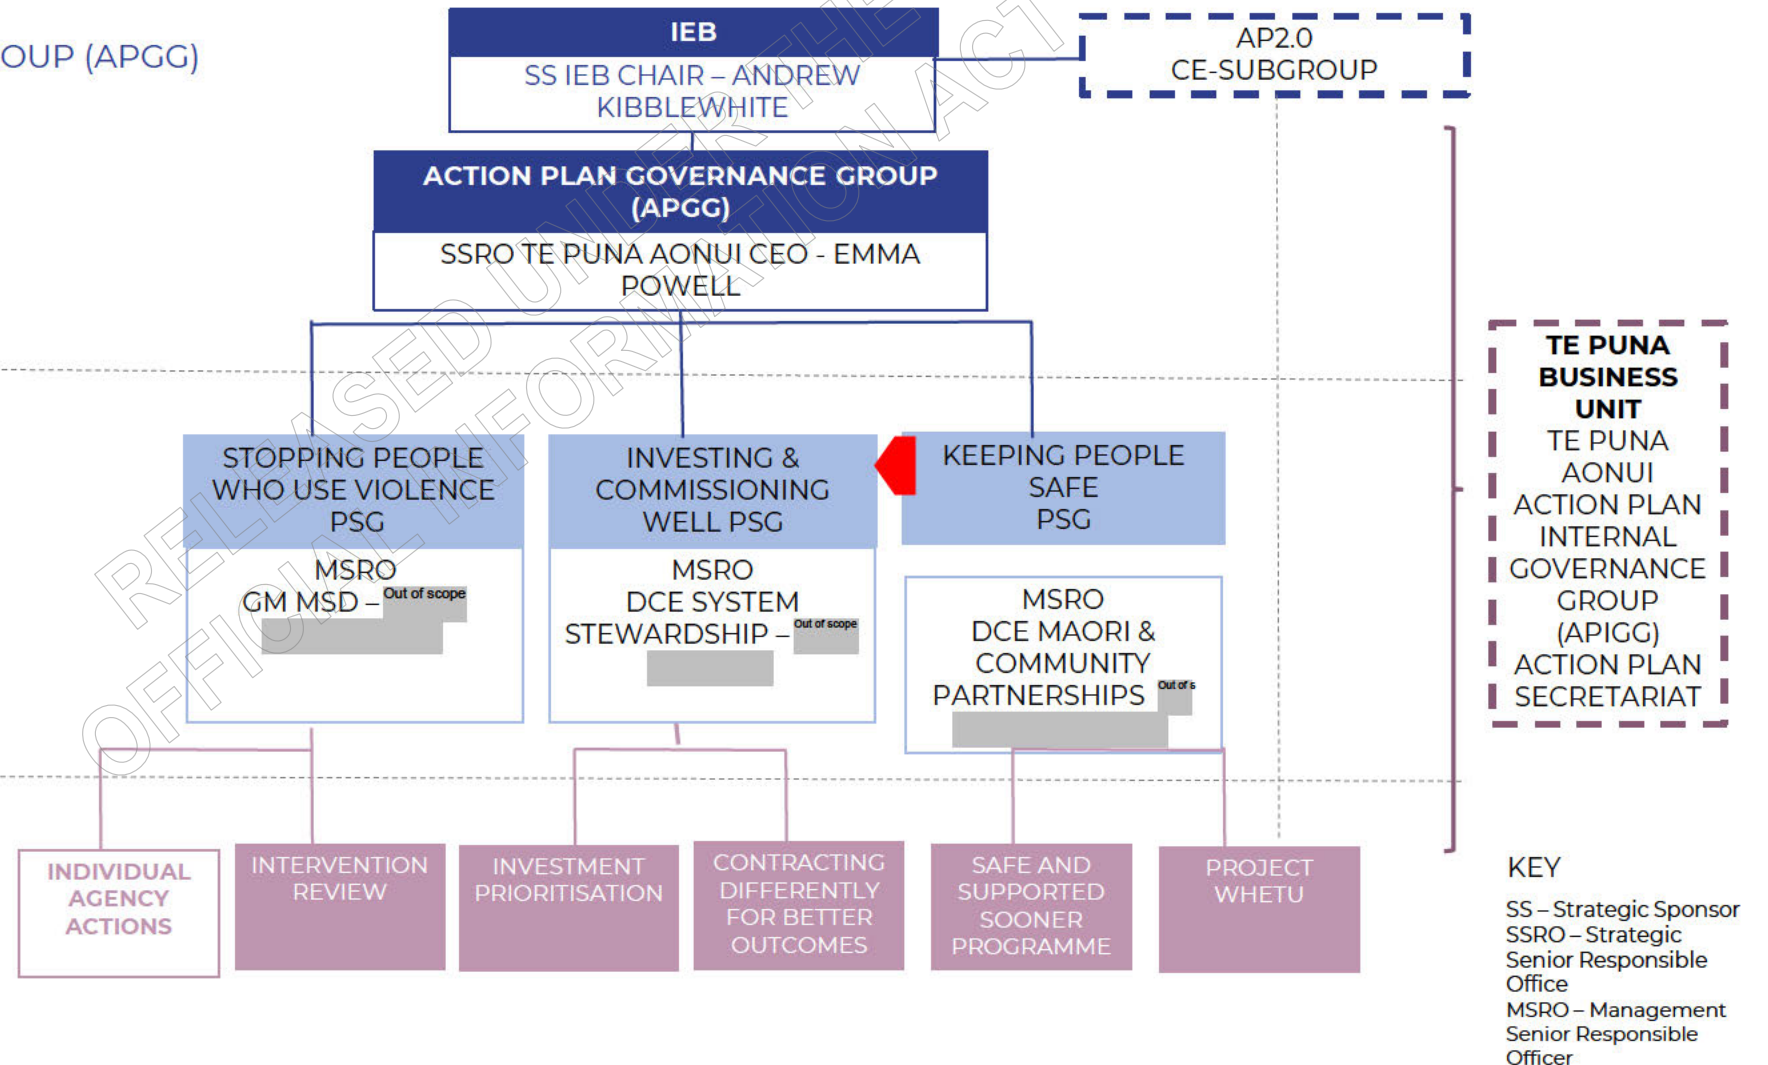 OUP (APGG)
IEB
SS IEB CHAIR – ANDREW
KIBBLEWHITE
AP2.0
CE-SUBGROUP
ACTION PLAN GOVERNANCE GROUP
(APGG)
SSRO TE PUNA AONUI CEO - EMMA
POWELL
STOPPING PEOPLE
WHO USE VIOLENCE
PSG
MSRO
GM MSD – Out of scope
INVESTING &
COMMISSIONING
WELL PSG
MSRO
DCE SYSTEM
STEWARDSHIP – Out of scope
KEEPING PEOPLE
SAFE
PSG
MSRO
DCE MAORI &
COMMUNITY
PARTNERSHIPS Out of s
TE PUNA
BUSINESS
UNIT
TE PUNA
AONUI
ACTION PLAN
INTERNAL
GOVERNANCE
GROUP
(APIGG)
ACTION PLAN
SECRETARIAT
INDIVIDUAL
AGENCY
ACTIONS
INTERVENTION
REVIEW
INVESTMENT
PRIORITISATION
CONTRACTING
DIFFERENTLY
FOR BETTER
OUTCOMES
SAFE AND
SUPPORTED
SOONER
PROGRAMME
PROJECT
WHETU
KEY
SS – Strategic Sponsor
SSRO – Strategic
Senior Responsible
Office
MSRO – Management
Senior Responsible
Officer
RELEASED UNDER THE
OFFICIAL INFORMATION ACT